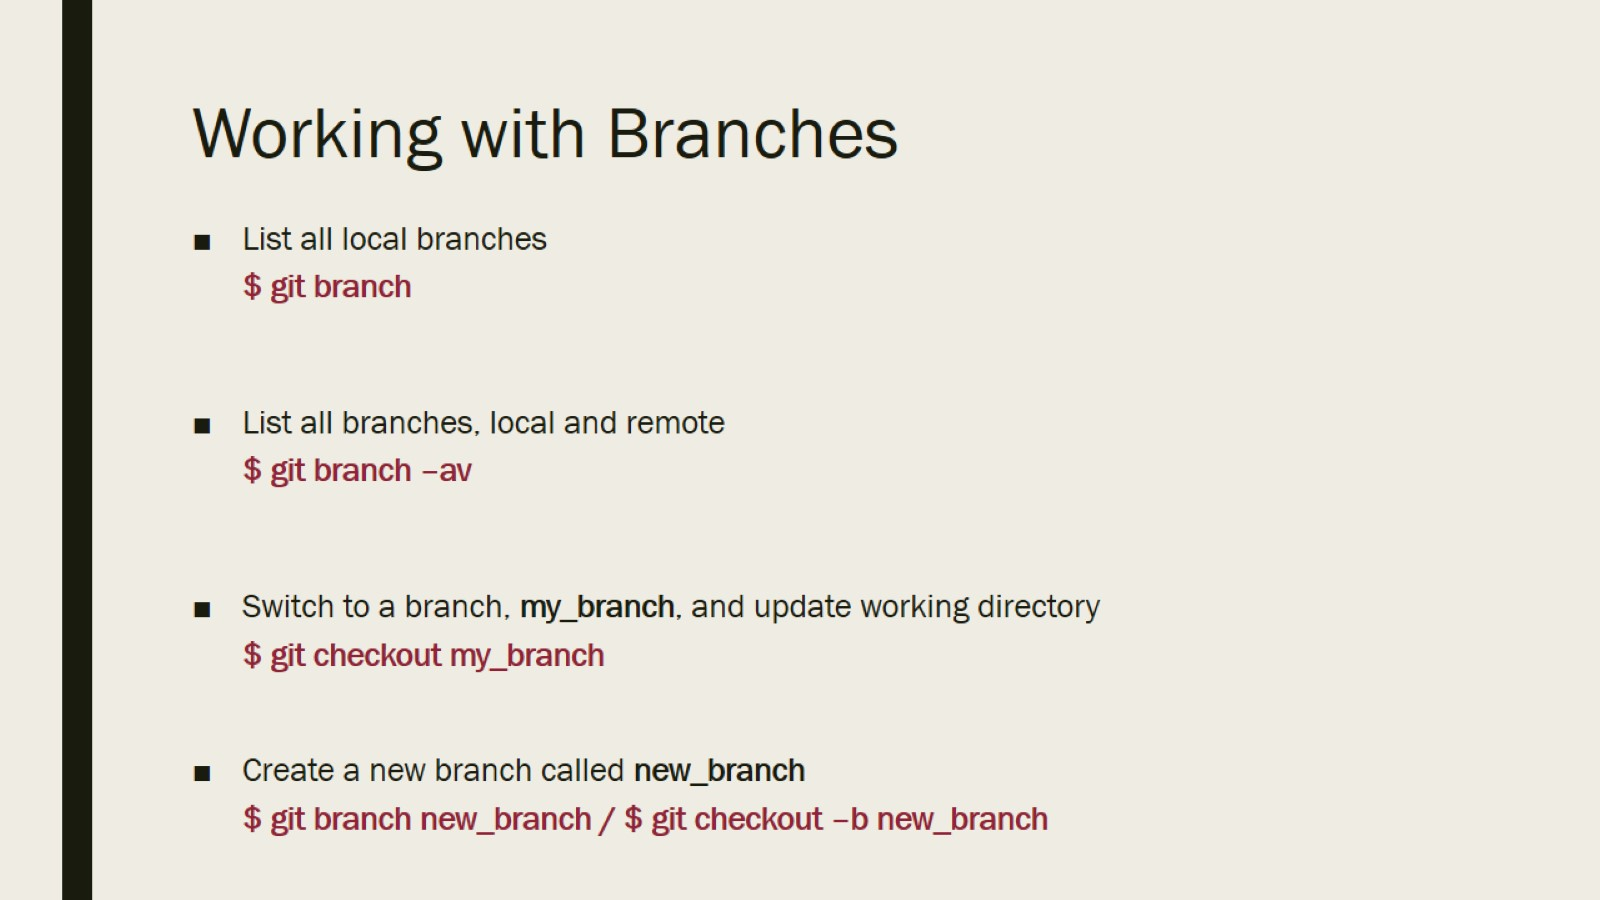 Working with Branches
■ List all local branches
$ git branch
■ List all branches, local and remote
$ git branch –av
■ Switch to a branch, my_branch, and update working directory
$ git checkout my_branch
■ Create a new branch called new_branch
$ git branch new_branch / $ git checkout –b new_branch